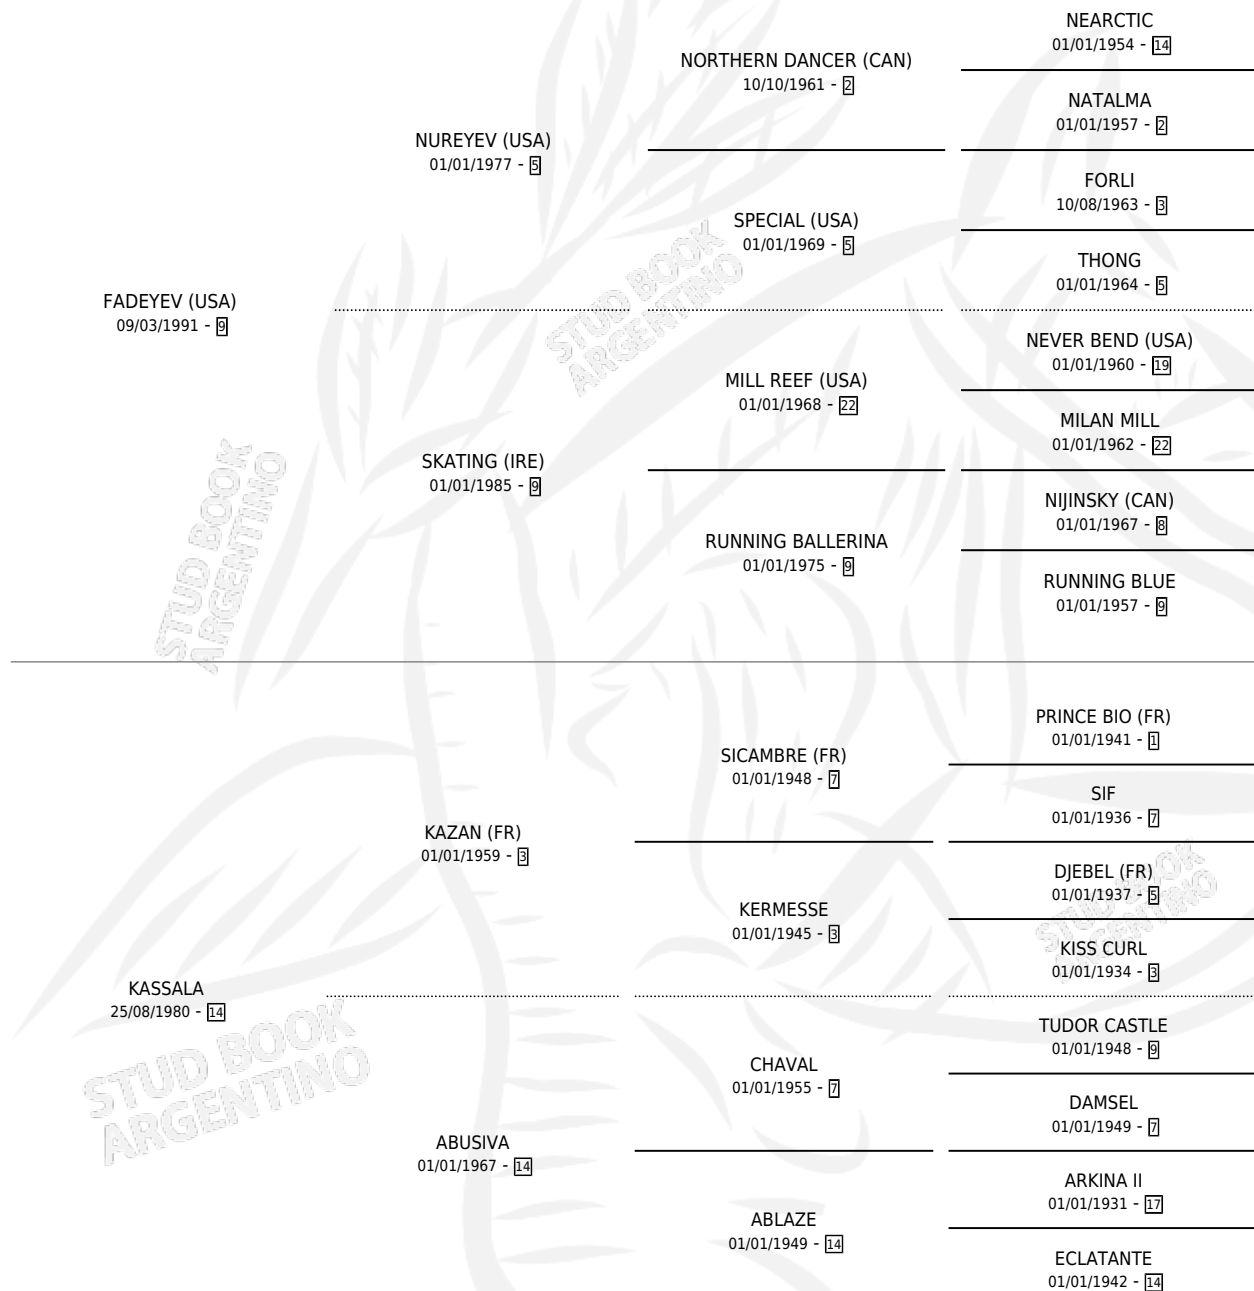 NEARCTIC
01/01/1954 - 14
NORTHERN DANCER (CAN)
10/10/1961 - 2
NATALMA
01/01/1957 - 2
NUREYEV (USA)
01/01/1977 - 5
FORLI
10/08/1963 - 3
SPECIAL (USA)
01/01/1969 - 5
THONG
01/01/1964 - 5
FADEYEV (USA)
09/03/1991 - 9
NEVER BEND (USA)
01/01/1960 - 19
MILL REEF (USA)
01/01/1968 - 22
MILAN MILL
01/01/1962 - 22
SKATING (IRE)
01/01/1985 - 9
NIJINSKY (CAN)
01/01/1967 - 8
RUNNING BALLERINA
01/01/1975 - 9
RUNNING BLUE
01/01/1957 - 9
PRINCE BIO (FR)
01/01/1941 - 1
SICAMBRE (FR)
01/01/1948 - 7
SIF
01/01/1936 - 7
KAZAN (FR)
01/01/1959 - 3
DJEBEL (FR)
01/01/1937 - 5
KERMESSE
01/01/1945 - 3
KISS CURL
01/01/1934 - 3
KASSALA
25/08/1980 - 14
TUDOR CASTLE
01/01/1948 - 9
CHAVAL
01/01/1955 - 7
DAMSEL
01/01/1949 - 7
ABUSIVA
01/01/1967 - 14
ARKINA II
01/01/1931 - 17
ABLAZE
01/01/1949 - 14
ECLATANTE
01/01/1942 - 14
STUD BOOK
ARGENTINO
STUD BOOK
ARGENTINO
STUD BOOK
ARGENTINO
STUD BOOK
ARGENTINO